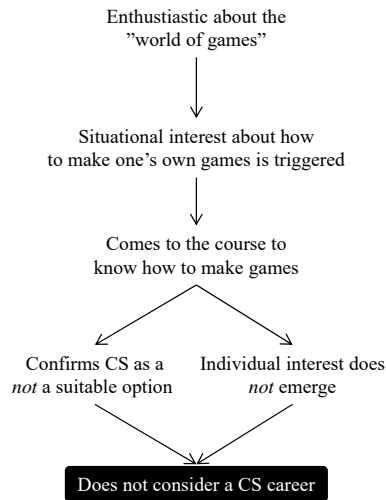 Enthustiastic about the
”world of games”
Situational interest about how
to make one’s own games is triggered
Comes to the course to
know how to make games
Confirms CS as a
not a suitable option
Individual interest does
not emerge
Does not consider a CS career